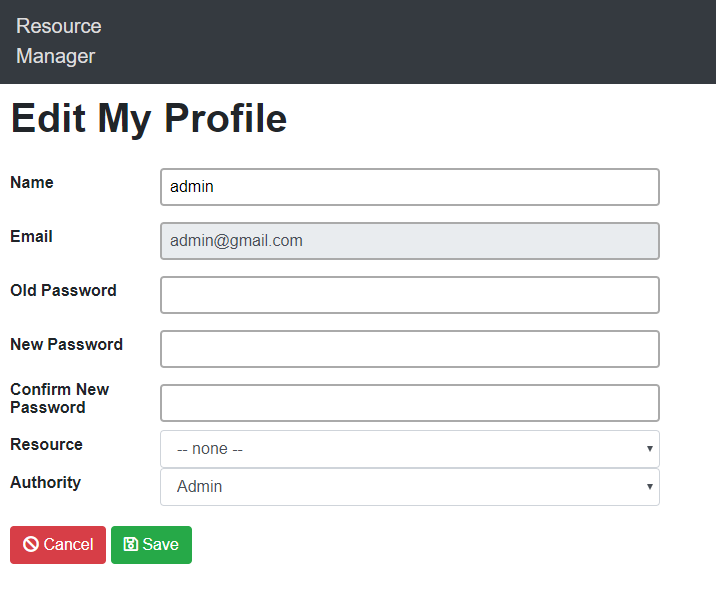 Resource
Manager
Edit My Profile
Name
admin
Email
admin@gmail.com
Old Password
New Password
Confirm New
Password
Resource
-- none --
Authority
Admin
Cancel
Save